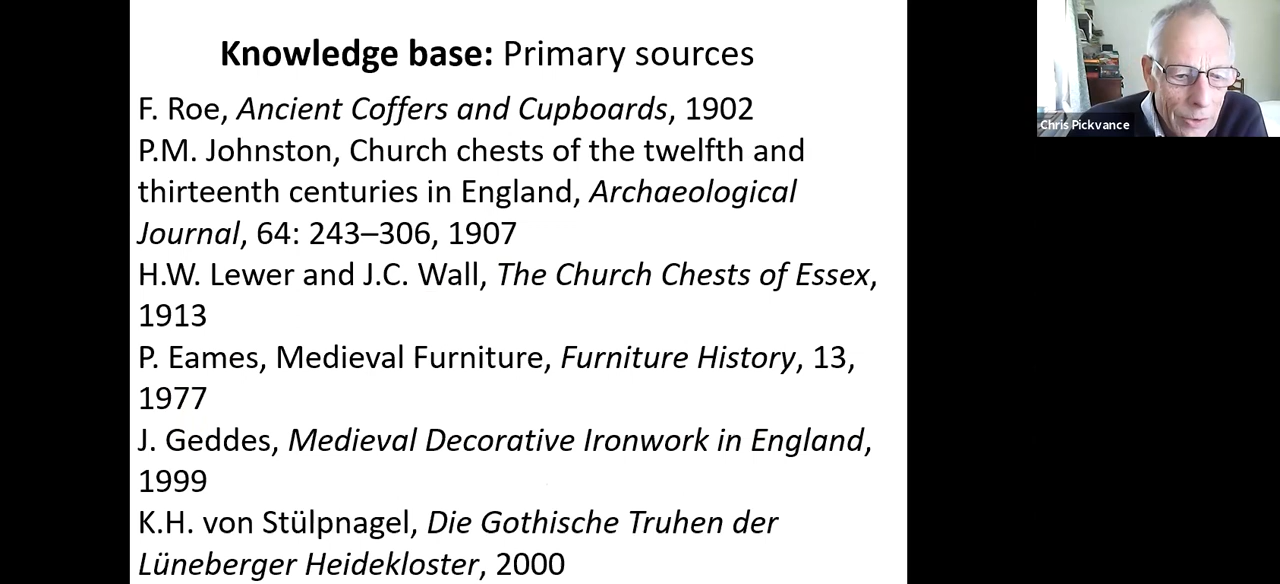 Knowledge base: Primary sources
F. Roe, Ancient Coffers and Cupboards, 1902
P.M. Johnston, Church chests of the twelfth and
thirteenth centuries in England, Archaeological
Journal, 64: 243–306, 1907
H.W. Lewer and J.C. Wall, The Church Chests of Essex,
1913
P. Eames, Medieval Furniture, Furniture History, 13,
1977
J. Geddes, Medieval Decorative Ironwork in England,
1999
K.H. von Stülpnagel, Die Gothische Truhen der
Lüneberger Heidekloster, 2000
Chris Pickvance